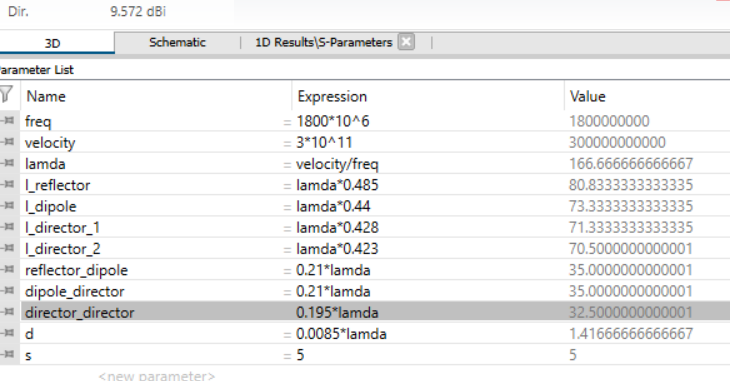 Dir. 9.572 dBi
3D Schematic 1D Results\S-Parameters
Parameter List
Name Expression Value
freq = 1800*10^6 1800000000
velocity = 3*10^11 300000000000
lamda = velocity/freq 166.666666666667
l_reflector = lamda*0.485 80.8333333333335
l_dipole = lamda*0.44 73.3333333333335
l_director_1 = lamda*0.428 71.3333333333335
l_director_2 = lamda*0.423 70.5000000000001
reflector_dipole = 0.21*lamda 35.0000000000001
dipole_director = 0.21*lamda 35.0000000000001
director_director 0.195*lamda 32.5000000000001
d = 0.0085*lamda 1.41666666666667
s = 5 5
<new parameter>